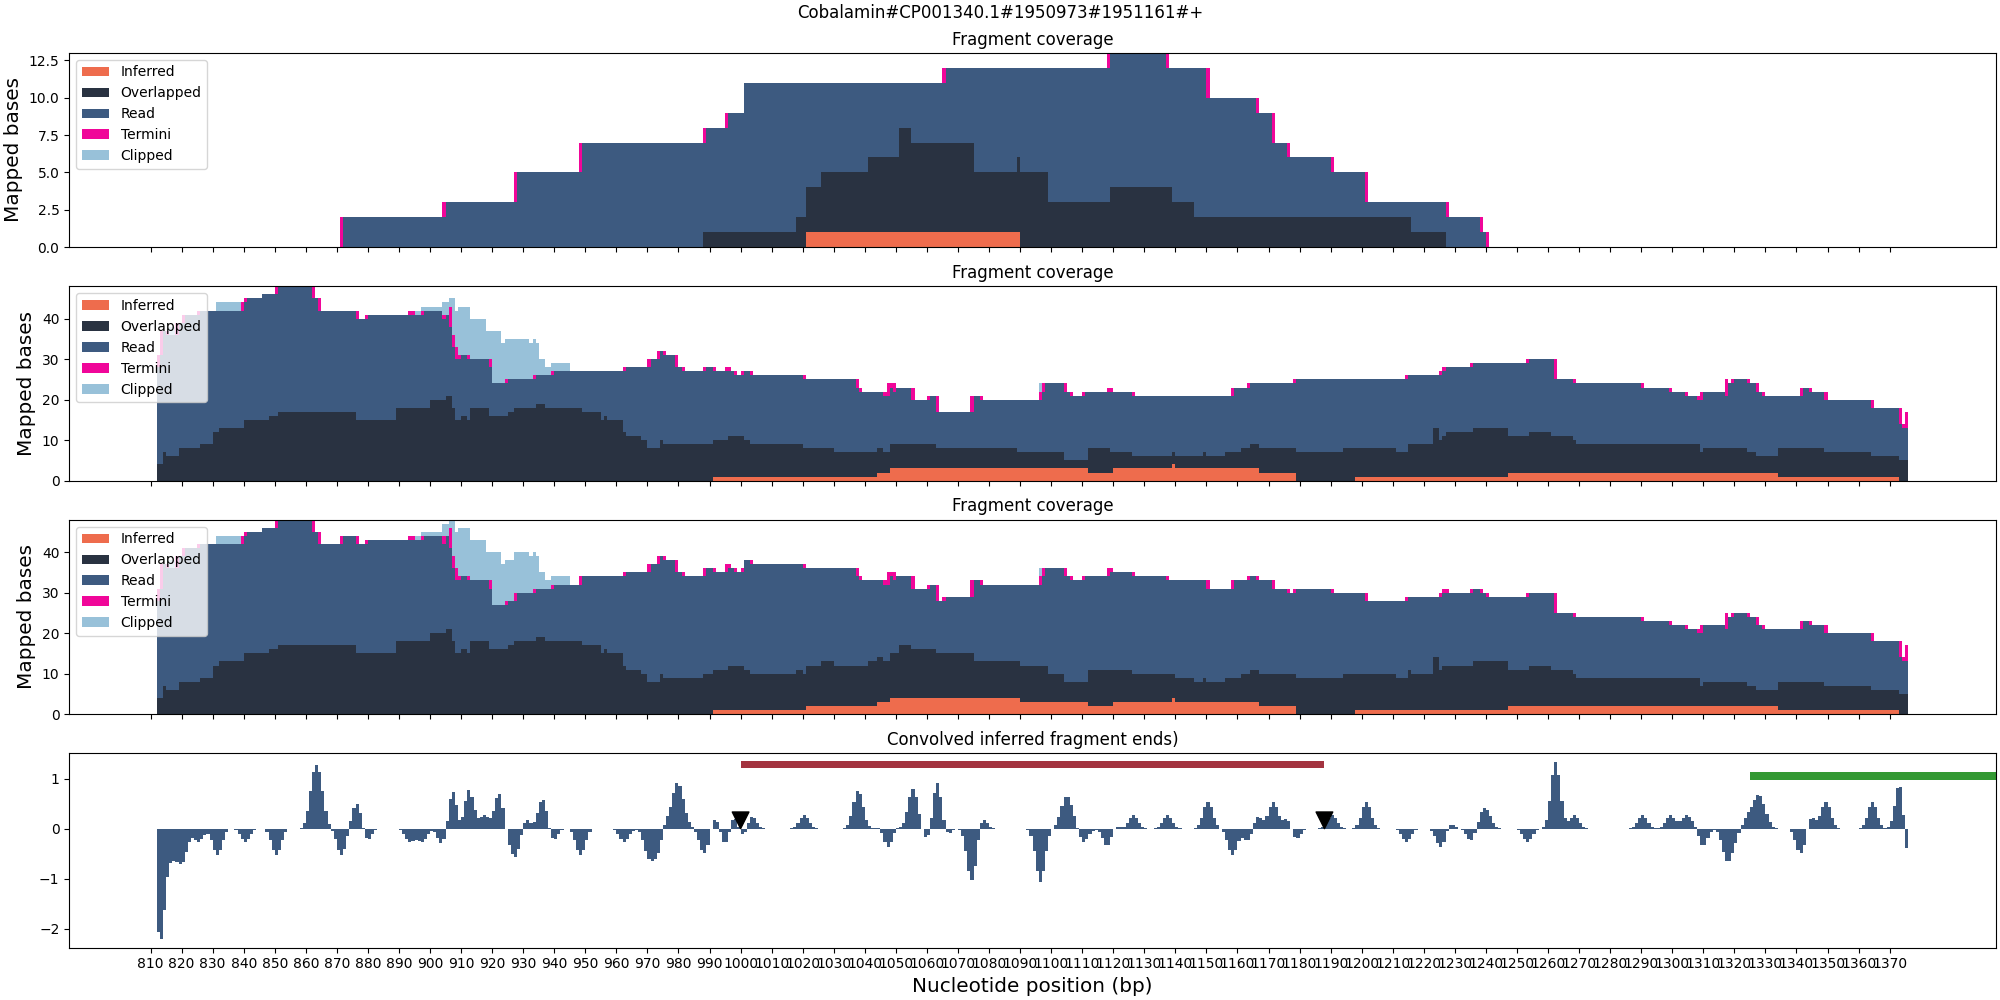 Cobalamin#CP001340.1#1950973#1951161#+
Fragment coverage
Mapped bases
12.5
10.0
7.5
5.0
2.5
0.0
Inferred
Overlapped
Read
Termini
Clipped
Fragment coverage
Mapped bases
40
30
20
10
0
Inferred
Overlapped
Read
Termini
Clipped
Fragment coverage
Mapped bases
40
30
20
10
0
Inferred
Overlapped
Read
Termini
Clipped
Convolved inferred fragment ends)
1
0
−1
−2
810 820 830 840 850 860 870 880 890 900 910 920 930 940 950 960 970 980 990 1000 1010 1020 1030 1040 1050 1060 1070 1080 1090 1100 1110 1120 1130 1140 1150 1160 1170 1180 1190 1200 1210 1220 1230 1240 1250 1260 1270 1280 1290 1300 1310 1320 1330 1340 1350 1360 1370
Nucleotide position (bp)